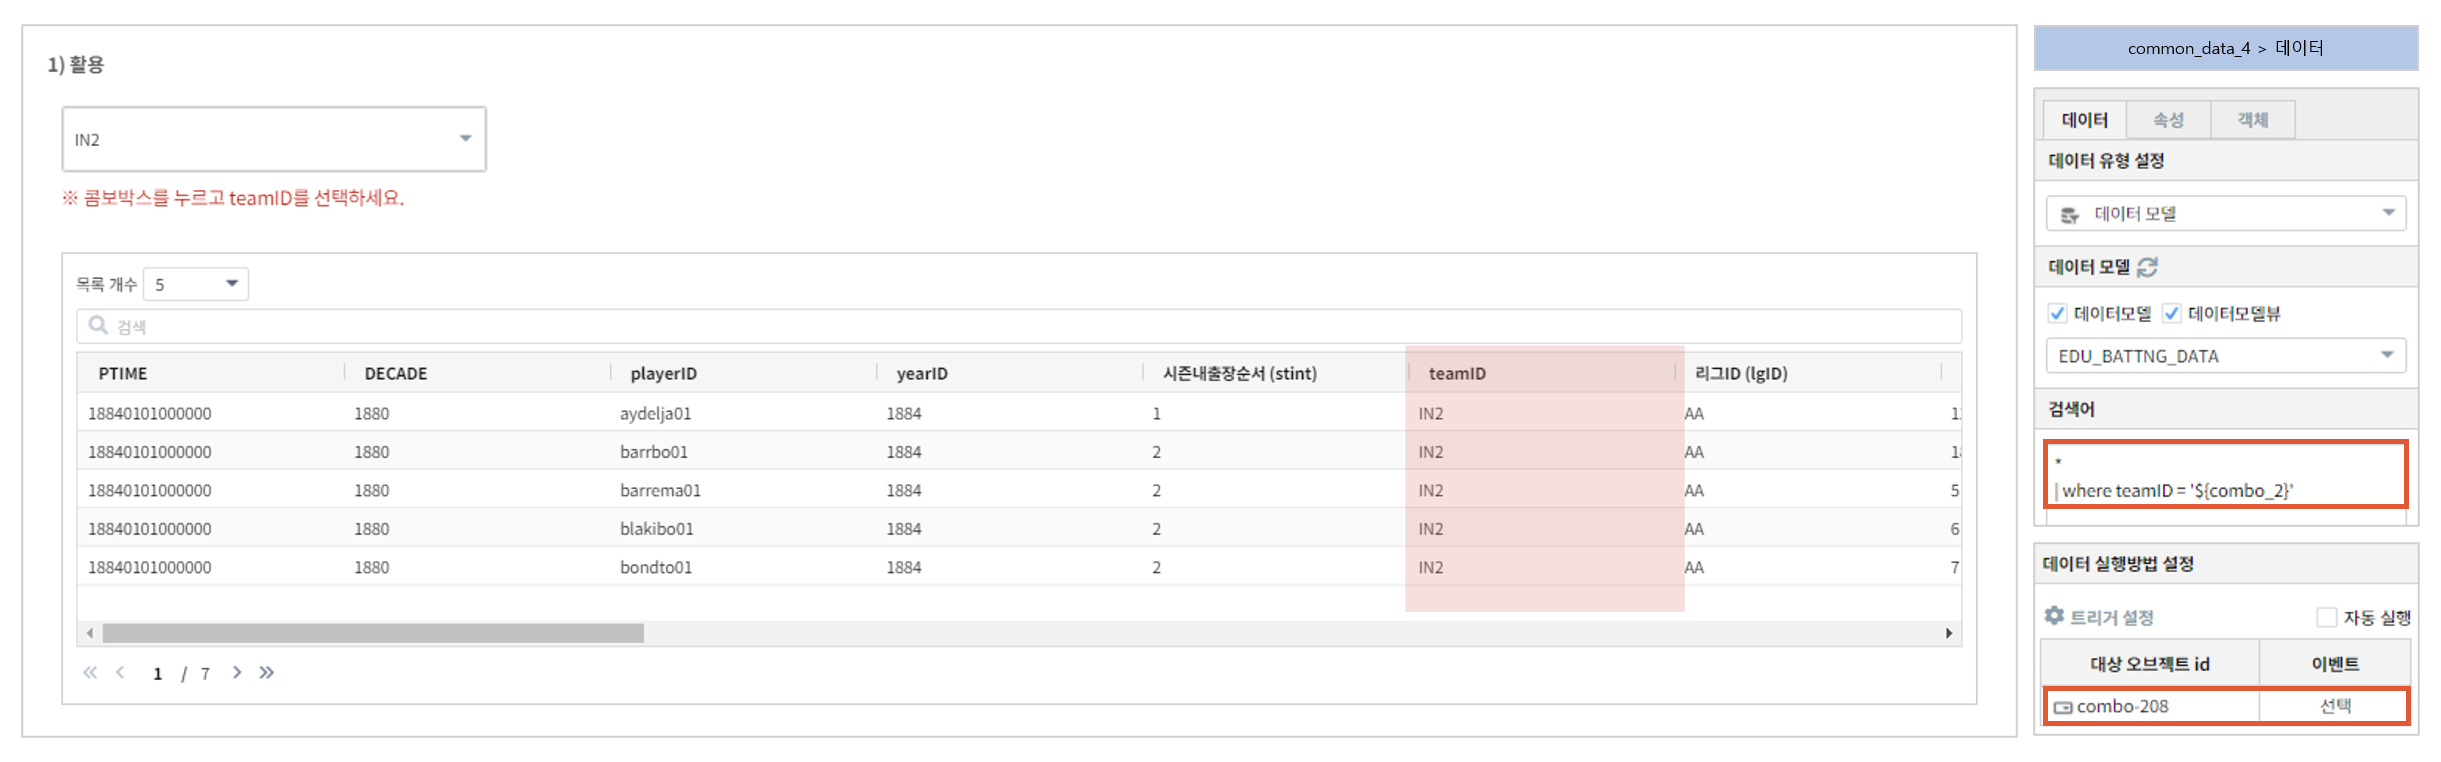 1) 활용
IN2
※ 콤보박스를 누르고 teamID를 선택하세요.
목록 개수 5
검색
PTIME DECADE playerID yearID 시즌내출장순서 (stint) teamID 리그ID (lgID)
18840101000000 1880 aydelja01 1884 1 IN2 AA
18840101000000 1880 barrbo01 1884 2 IN2 AA
18840101000000 1880 barrema01 1884 2 IN2 AA 5
18840101000000 1880 blakibo01 1884 2 IN2 AA 6
18840101000000 1880 bondto01 1884 2 IN2 AA 7
1 / 7
common_data_4 > 데이터
데이터 속성 객체
데이터 유형 설정
데이터 모델
데이터 모델
데이터모델 데이터모델뷰
EDU_BATTNG_DATA
검색어
*
| where teamID = '${combo_2}'
데이터 실행방법 설정
트리거 설정 자동 실행
대상 오브젝트 id 이벤트
combo-208 선택